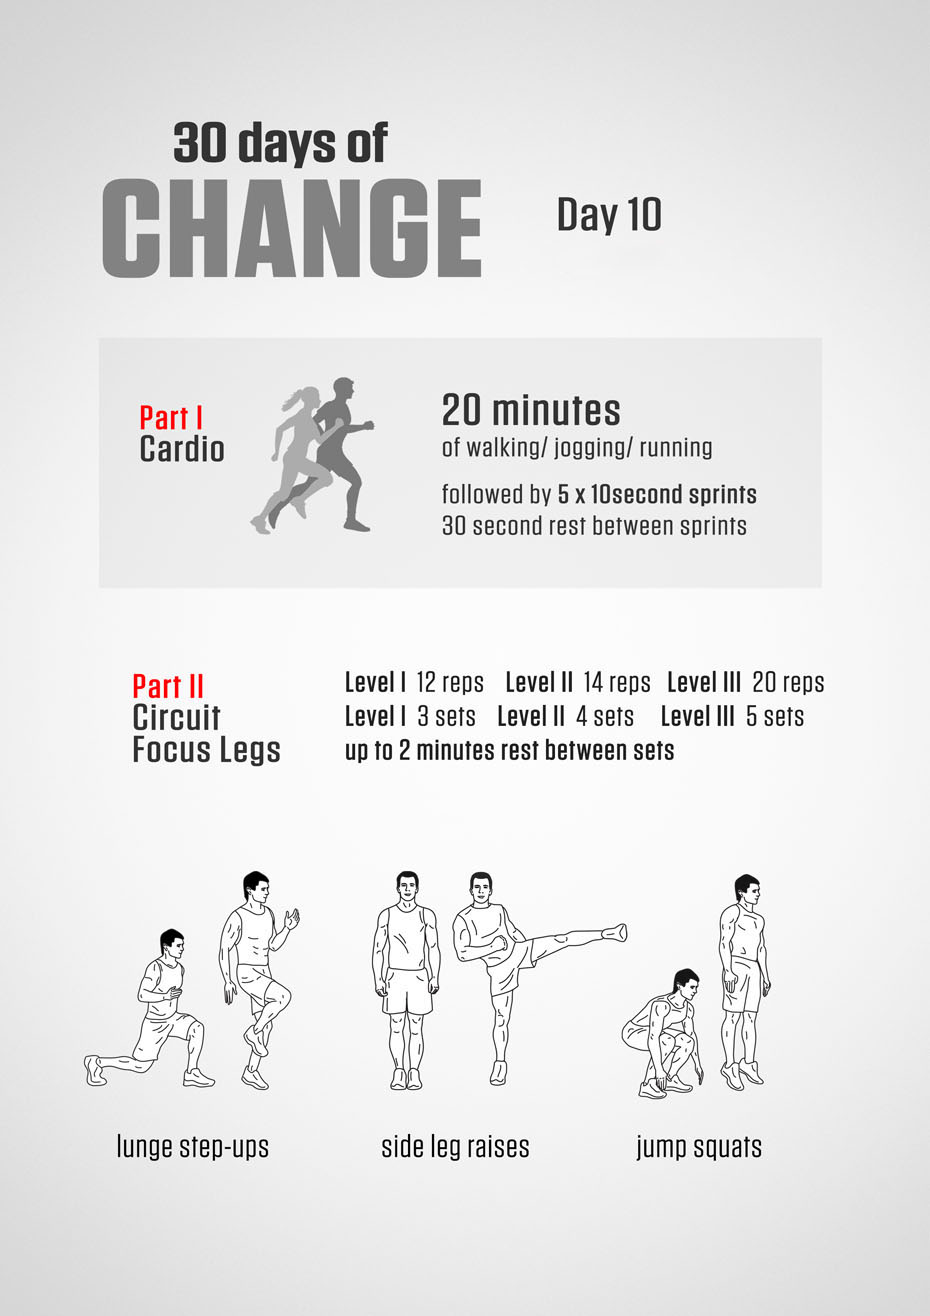 30 days of
CHANGE
Day 10
Part I
Cardio
20 minutes
of walking/ jogging/ running
followed by 5 x 10second sprints
30 second rest between sprints
Part II
Circuit
Focus Legs
Level I 12 reps Level II 14 reps Level III 20 reps
Level I 3 sets Level II 4 sets Level III 5 sets
up to 2 minutes rest between sets
lunge step-ups
side leg raises
jump squats